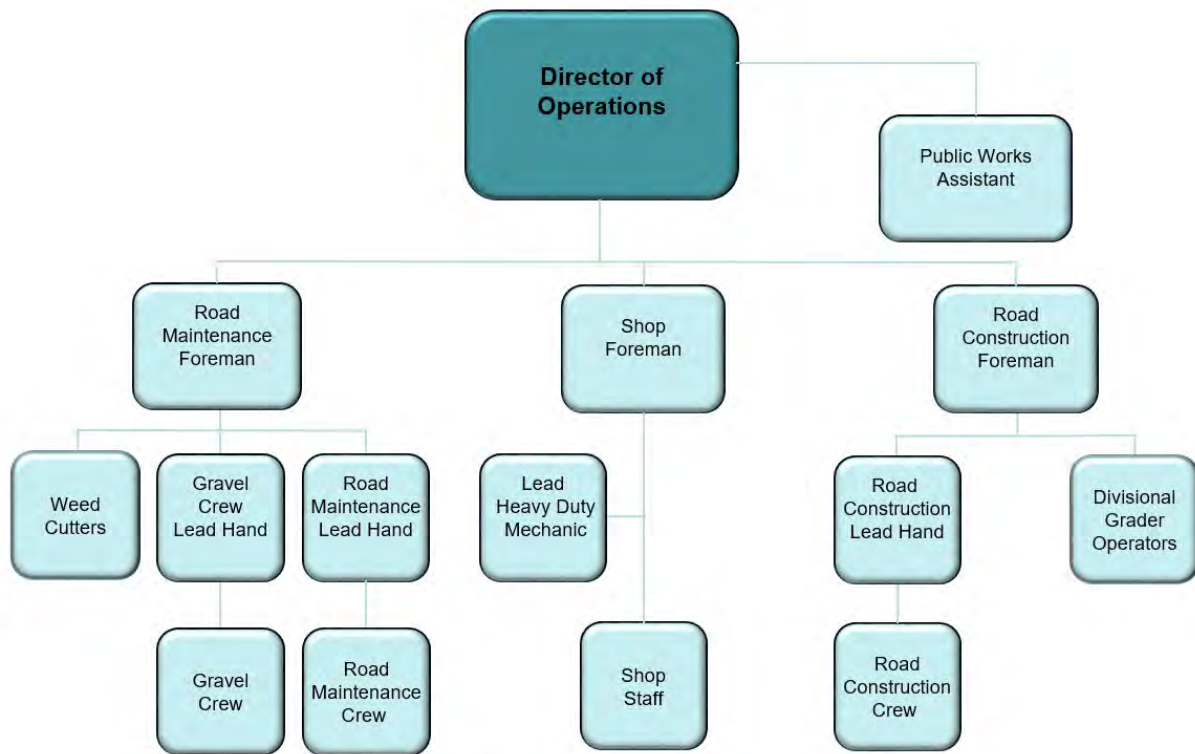 Director of
Operations
Public Works
Assistant
Road
Maintenance
Foreman
Shop
Foreman
Road
Construction
Foreman
Weed
Cutters
Gravel
Crew
Lead Hand
Road
Maintenance
Lead Hand
Lead
Heavy Duty
Mechanic
Road
Construction
Lead Hand
Divisional
Grader
Operators
Gravel
Crew
Road
Maintenance
Crew
Shop
Staff
Road
Construction
Crew